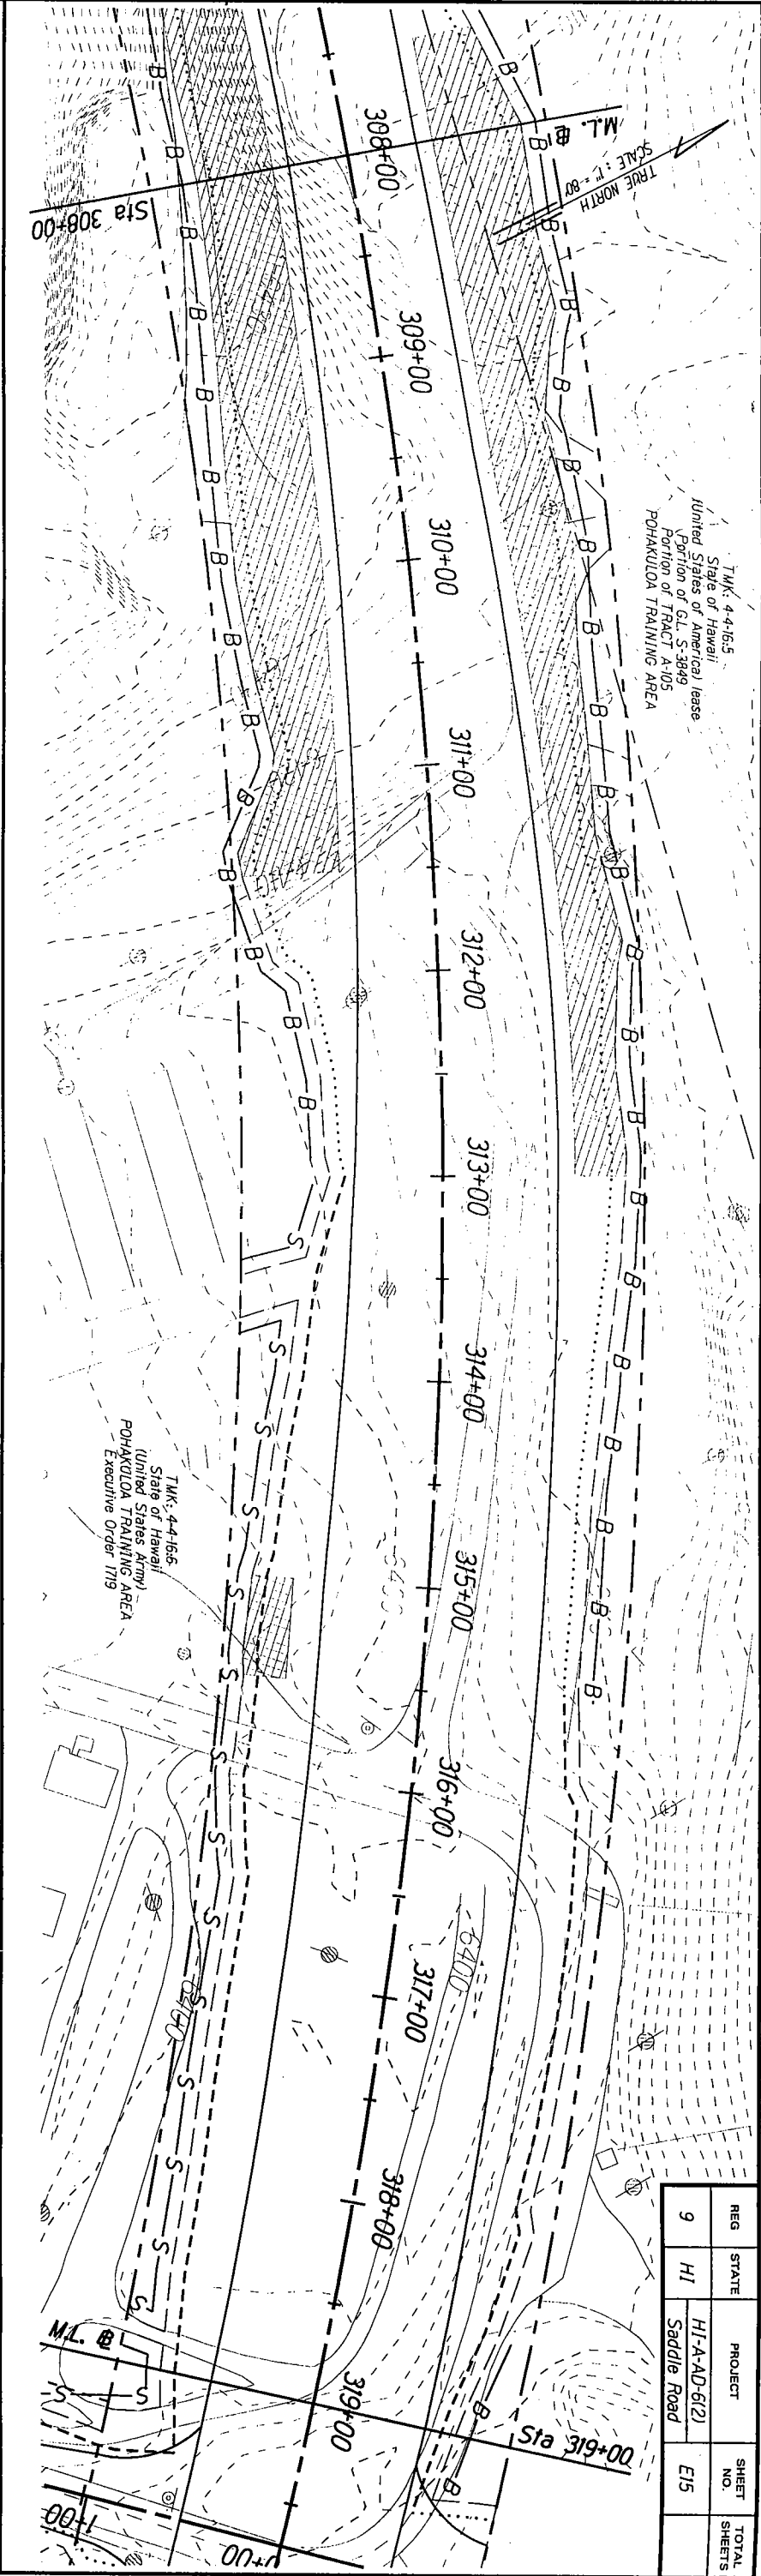 REG
STATE
PROJECT
SHEET NO.
TOTAL SHEETS
9
HI
HI-A-AD-6(2)
Saddle Road
E15
M.L. ⅊
TRUE NORTH
SCALE : 1" = 80'
Sta 308+00
308+00
309+00
310+00
311+00
312+00
313+00
314+00
315+00
316+00
317+00
318+00
319+00
TMK: 4-4-16:5
State of Hawaii
(United States of America) lease
Portion of G.L. S-3849
Portion of TRACT A-105
POHAKULOA TRAINING AREA
TMK: 4-4-16:6
State of Hawaii
(United States Army)
POHAKULOA TRAINING AREA
Executive Order 1719
6400
6400
6410
B
S
M.L. ⅊
Sta 319+00
1+00